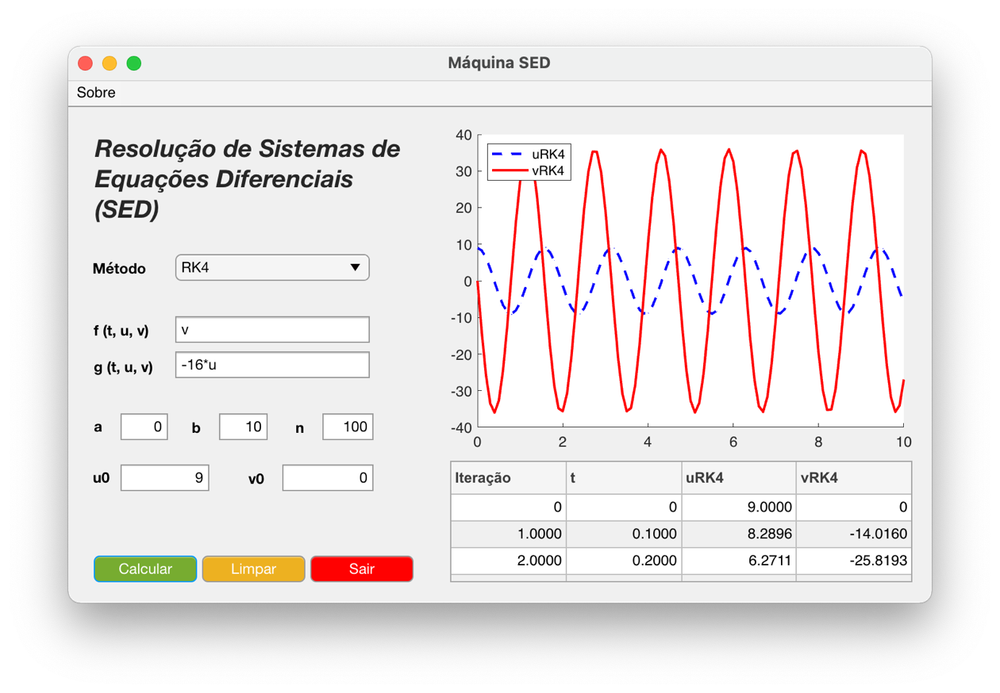 Máquina SED
Sobre
Resolução de Sistemas de
Equações Diferenciais
(SED)
Método RK4
f (t, u, v) v
g (t, u, v) -16*u
a 0 b 10 n 100
u0 9 v0 0
Calcular Limpar Sair
40
30
20
10
0
-10
-20
-30
-40
0 2 4 6 8 10
uRK4
vRK4
Iteração t uRK4 vRK4
0 0 9.0000 0
1.0000 0.1000 8.2896 -14.0160
2.0000 0.2000 6.2711 -25.8193